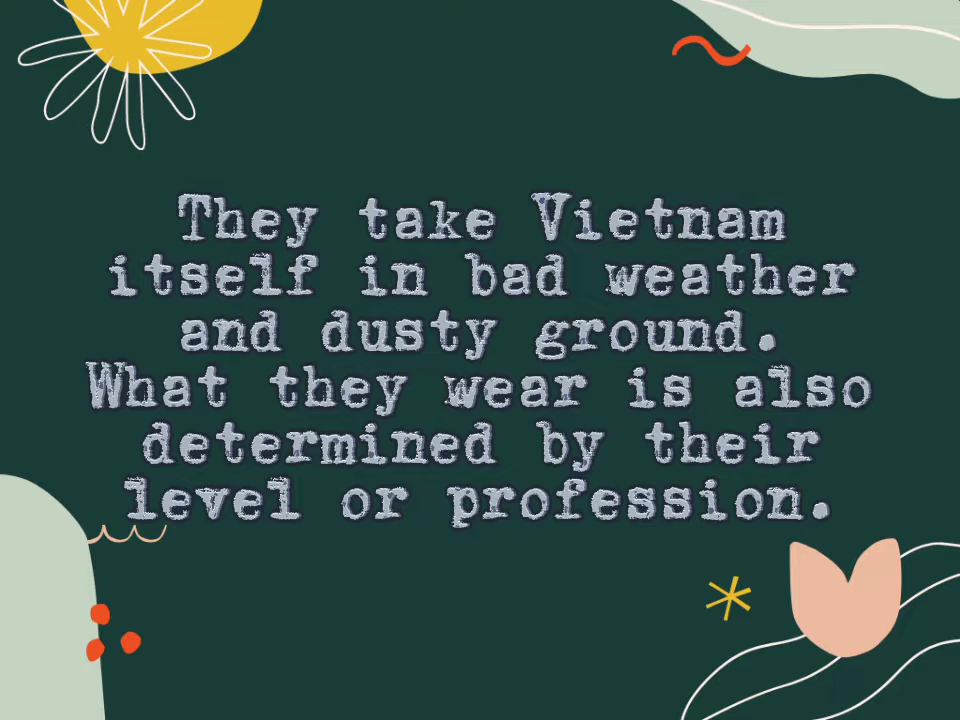 They take Vietnam
itself in bad weather
and dusty ground.
What they wear is also
determined by their
level or profession.